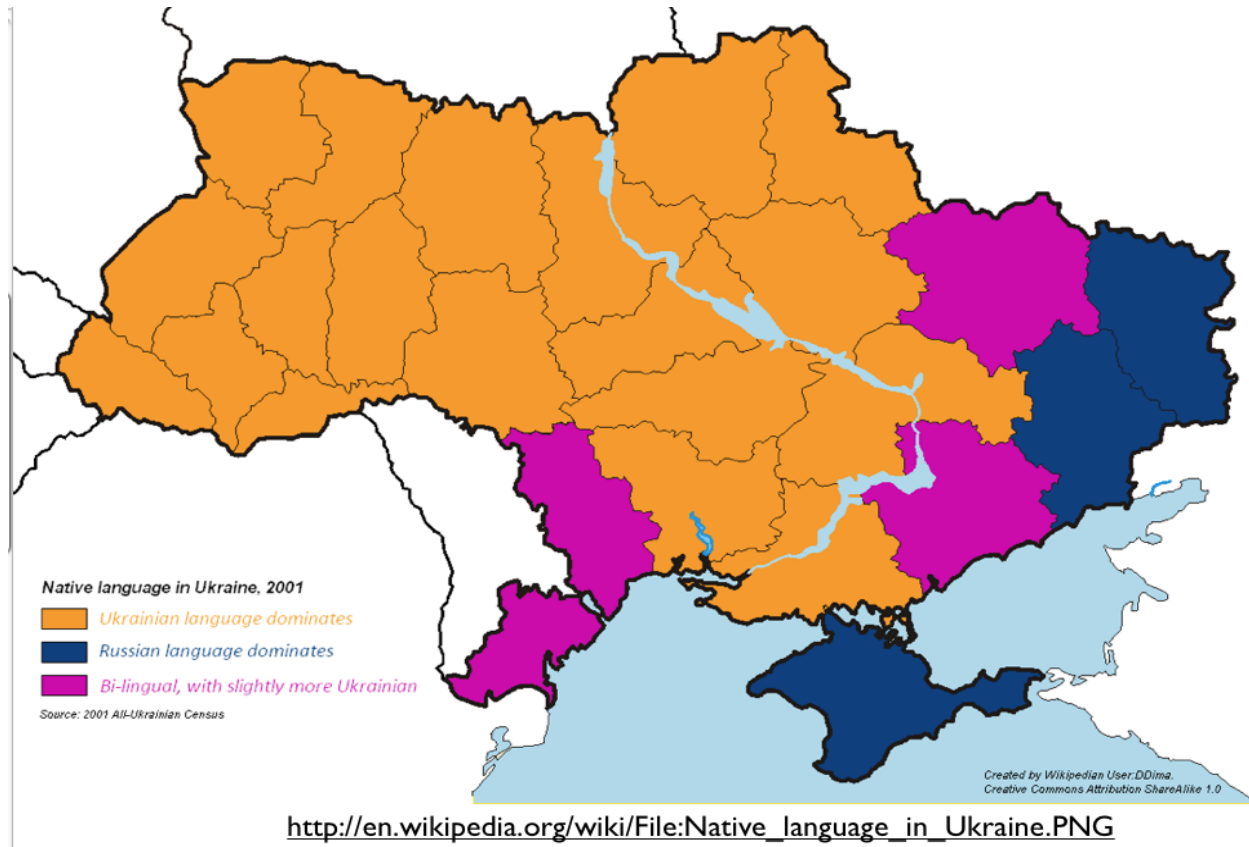 Native language in Ukraine, 2001
Ukrainian language dominates
Russian language dominates
Bi-lingual, with slightly more Ukrainian
Source: 2001 All-Ukrainian Census
Created by Wikipedian User:DDima.
Creative Commons Attribution ShareAlike 1.0
http://en.wikipedia.org/wiki/File:Native_language_in_Ukraine.PNG